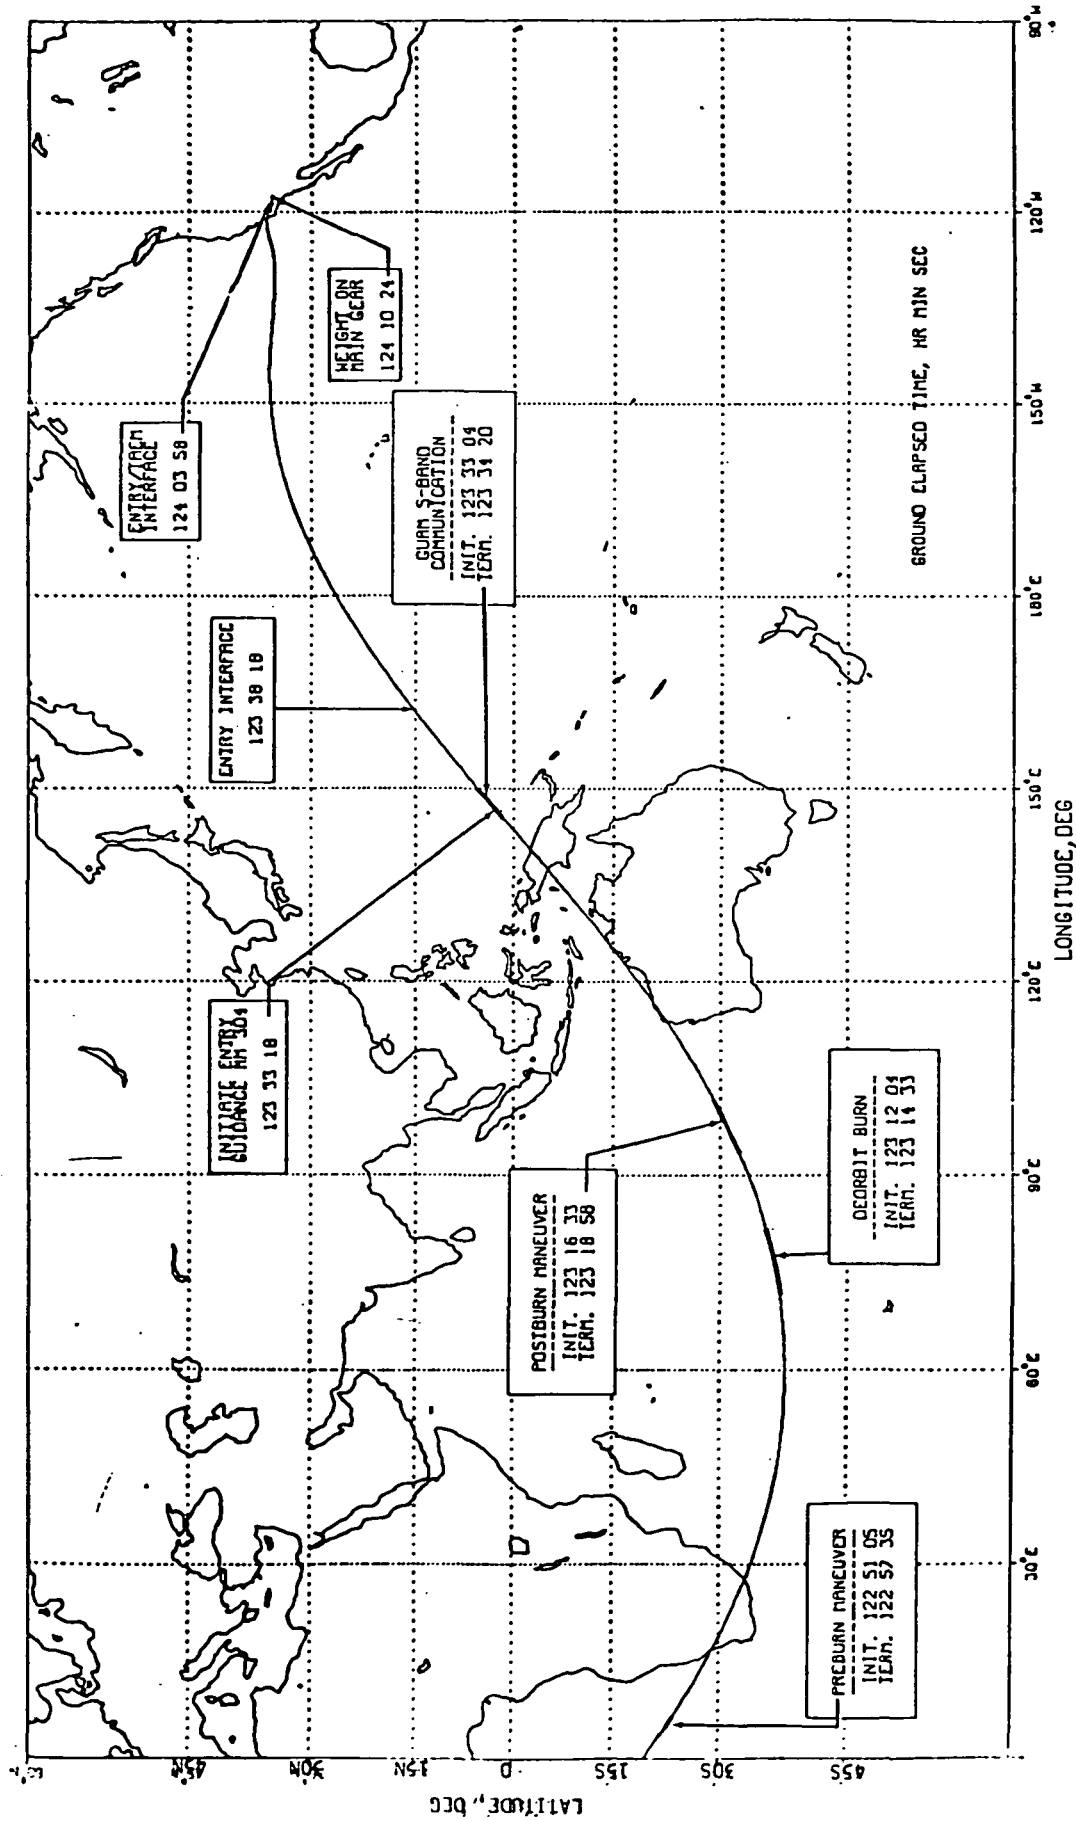 ENTRY/TAEM
INTERFACE
124 03 58
WEIGHT ON
MAIN GEAR
124 10 24
ENTRY INTERFACE
123 38 18
GUAM S-BAND
COMMUNICATION
INIT. 123 33 04
TERM. 123 34 20
INITIATE ENTRY
GUIDANCE MM 304
123 33 18
POSTBURN MANEUVER
INIT. 123 16 33
TERM. 123 18 58
DEORBIT BURN
INIT. 123 12 04
TERM. 123 14 33
PREBURN MANEUVER
INIT. 122 51 05
TERM. 122 57 35
GROUND ELAPSED TIME, HR MIN SEC
LATITUDE, DEG
45°N
30N
15N
0
15S
30S
45S
30°E
60°E
90°E
120°E
150°E
180°E
150°W
120°W
90°W
LONGITUDE, DEG